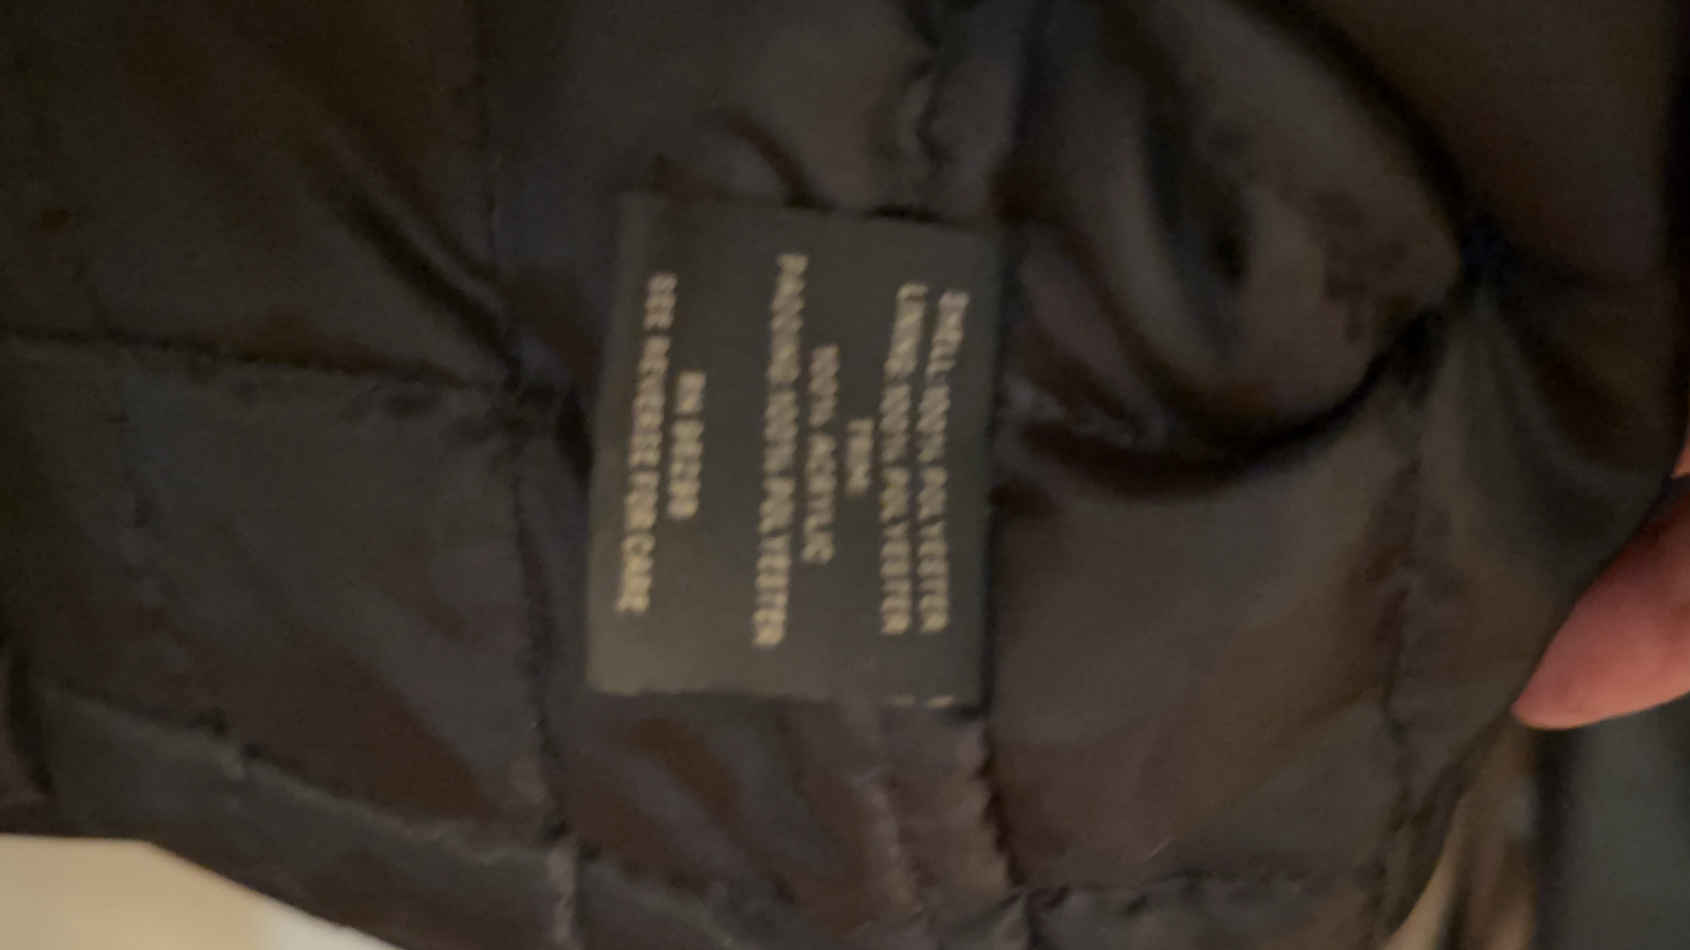 SHELL:100% POLYESTER
LINING:100% POLYESTER
TRIM
100% ACRYLIC
PADDING:100% POLYESTER
RN
SEE REVERSE FOR CARE